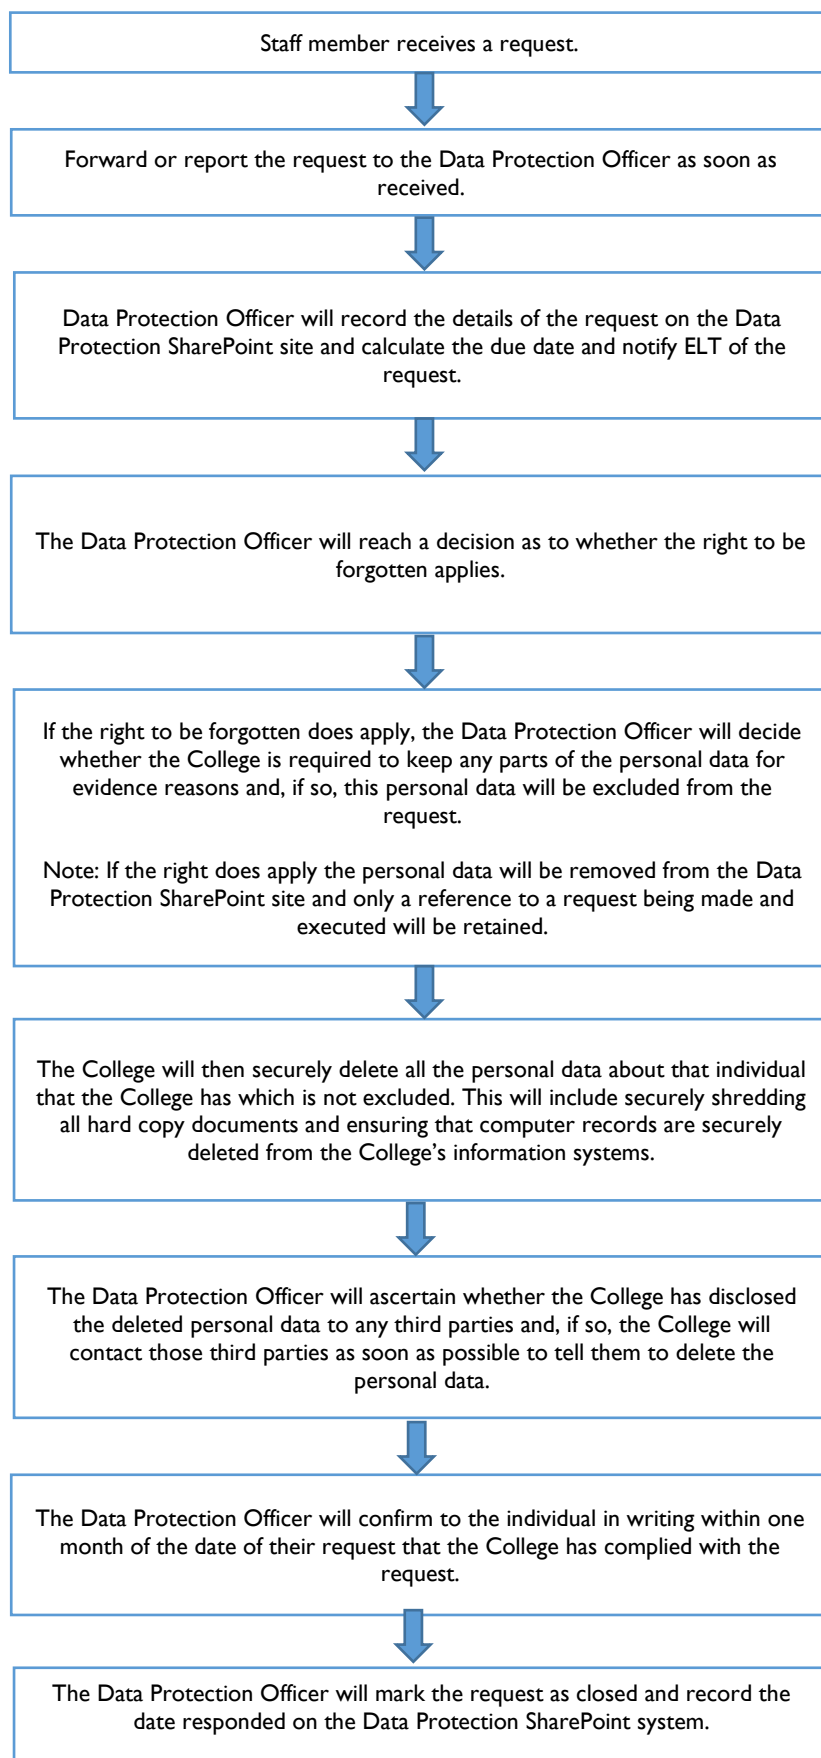 Staff member receives a request.
Forward or report the request to the Data Protection Officer as soon as
received.
Data Protection Officer will record the details of the request on the Data
Protection SharePoint site and calculate the due date and notify ELT of the
request.
The Data Protection Officer will reach a decision as to whether the right to be
forgotten applies.
If the right to be forgotten does apply, the Data Protection Officer will decide
whether the College is required to keep any parts of the personal data for
evidence reasons and, if so, this personal data will be excluded from the
request.
Note: If the right does apply the personal data will be removed from the Data
Protection SharePoint site and only a reference to a request being made and
executed will be retained.
The College will then securely delete all the personal data about that individual
that the College has which is not excluded. This will include securely shredding
all hard copy documents and ensuring that computer records are securely
deleted from the College’s information systems.
The Data Protection Officer will ascertain whether the College has disclosed
the deleted personal data to any third parties and, if so, the College will
contact those third parties as soon as possible to tell them to delete the
personal data.
The Data Protection Officer will confirm to the individual in writing within one
month of the date of their request that the College has complied with the
request.
The Data Protection Officer will mark the request as closed and record the
date responded on the Data Protection SharePoint system.